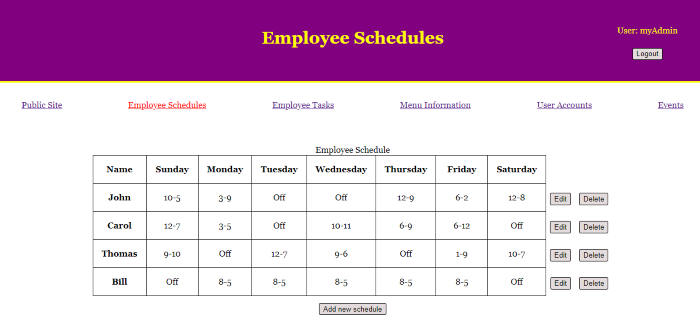 Employee Schedules
User: myAdmin
Logout
Public Site Employee Schedules Employee Tasks Menu Information User Accounts Events
Employee Schedule
Name Sunday Monday Tuesday Wednesday Thursday Friday Saturday
John 10-5 3-9 Off Off 12-9 6-2 12-8 Edit Delete
Carol 12-7 3-5 Off 10-11 6-9 6-12 Off Edit Delete
Thomas 9-10 Off 12-7 9-6 Off 1-9 10-7 Edit Delete
Bill Off 8-5 8-5 8-5 8-5 8-5 Off Edit Delete
Add new schedule